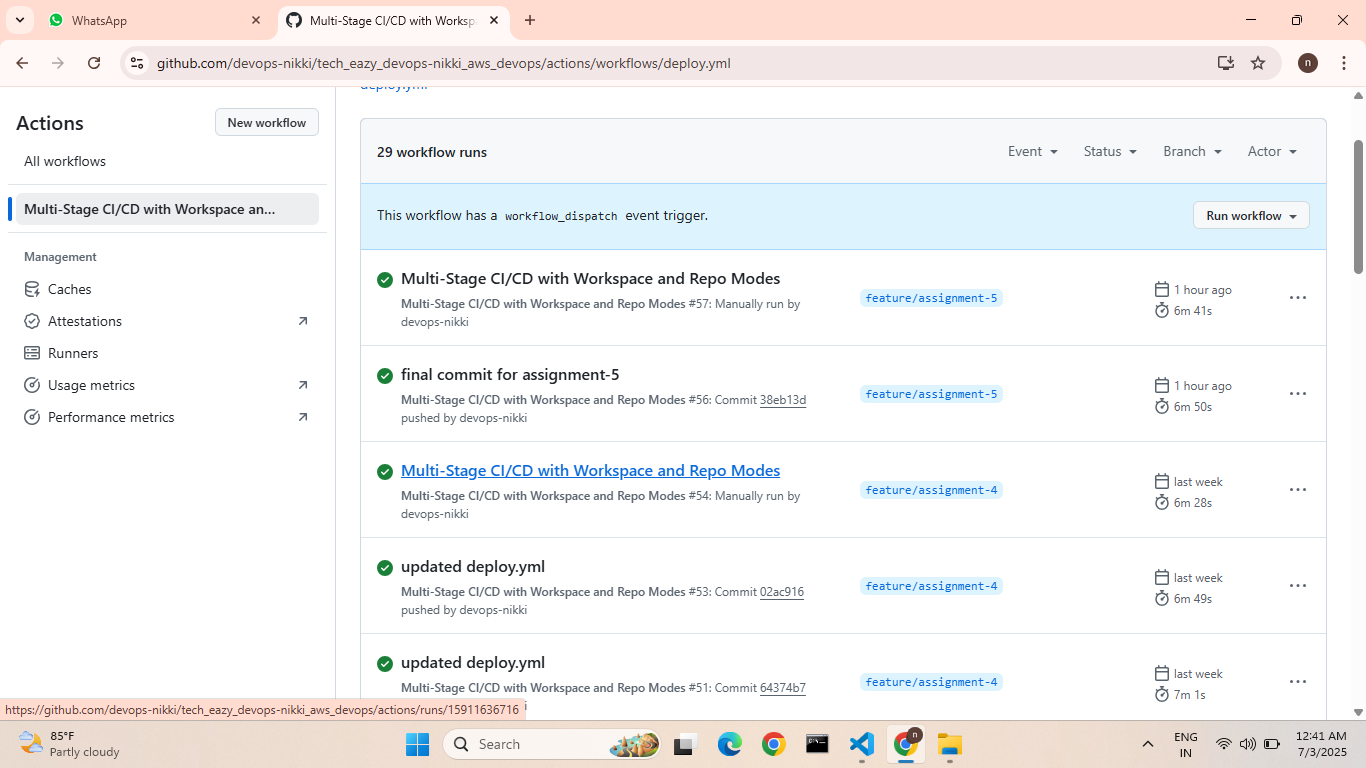 WhatsApp
Multi-Stage CI/CD with Worksp
github.com/devops-nikki/tech_eazy_devops-nikki_aws_devops/actions/workflows/deploy.yml
n
deploy.yml
Actions
New workflow
All workflows
Multi-Stage CI/CD with Workspace an...
Management
Caches
Attestations
Runners
Usage metrics
Performance metrics
29 workflow runs
Event
Status
Branch
Actor
This workflow has a workflow_dispatch event trigger.
Run workflow
Multi-Stage CI/CD with Workspace and Repo Modes
Multi-Stage CI/CD with Workspace and Repo Modes #57: Manually run by
devops-nikki
feature/assignment-5
1 hour ago
6m 41s
final commit for assignment-5
Multi-Stage CI/CD with Workspace and Repo Modes #56: Commit 38eb13d
pushed by devops-nikki
feature/assignment-5
1 hour ago
6m 50s
Multi-Stage CI/CD with Workspace and Repo Modes
Multi-Stage CI/CD with Workspace and Repo Modes #54: Manually run by
devops-nikki
feature/assignment-4
last week
6m 28s
updated deploy.yml
Multi-Stage CI/CD with Workspace and Repo Modes #53: Commit 02ac916
pushed by devops-nikki
feature/assignment-4
last week
6m 49s
updated deploy.yml
Multi-Stage CI/CD with Workspace and Repo Modes #51: Commit 64374b7
feature/assignment-4
last week
7m 1s
https://github.com/devops-nikki/tech_eazy_devops-nikki_aws_devops/actions/runs/15911636716
85°F
Partly cloudy
Search
n
ENG
IN
12:41 AM
7/3/2025